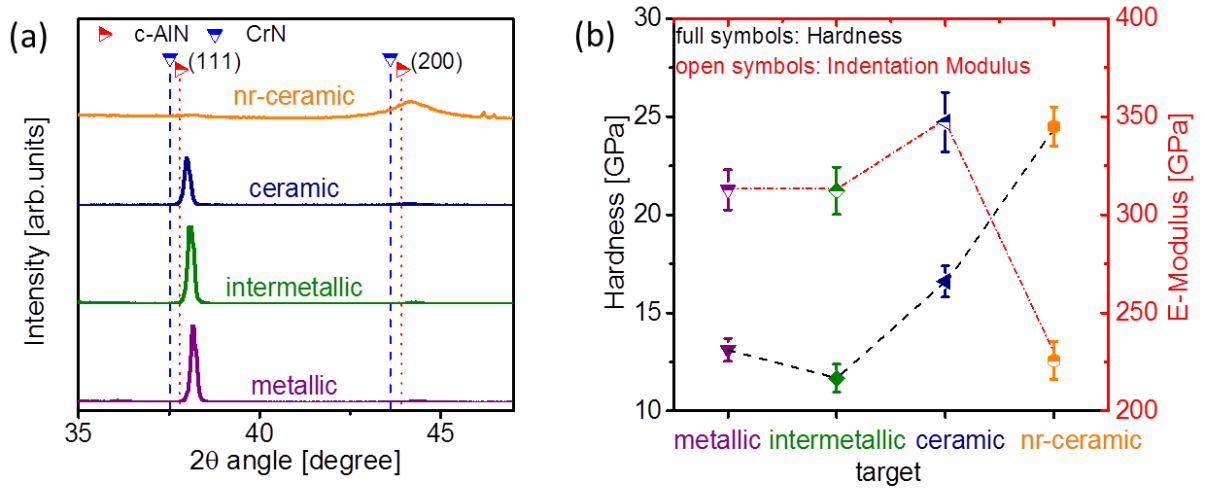 (a)
c-AlN CrN
(111) (200)
nr-ceramic
ceramic
intermetallic
metallic
Intensity [arb.units]
35 40 45
2θ angle [degree]
(b)
full symbols: Hardness
open symbols: Indentation Modulus
30
25
20
15
10
Hardness [GPa]
400
350
300
250
200
E-Modulus [GPa]
metallic intermetallic ceramic nr-ceramic
target